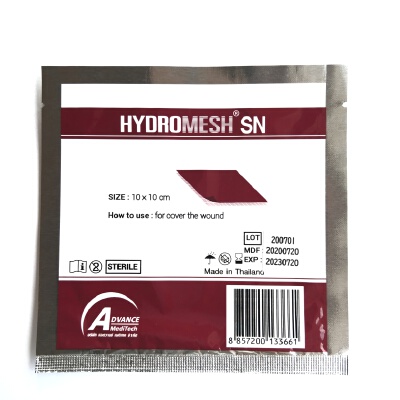 HYDROMESH® SN
SIZE : 10 x 10 cm
How to use : for cover the wound
LOT 200701
MDF : 20200720
EXP : 20230720
2 STERILE
Made in Thailand
ADVANCE
MediTech
8 857200 133661